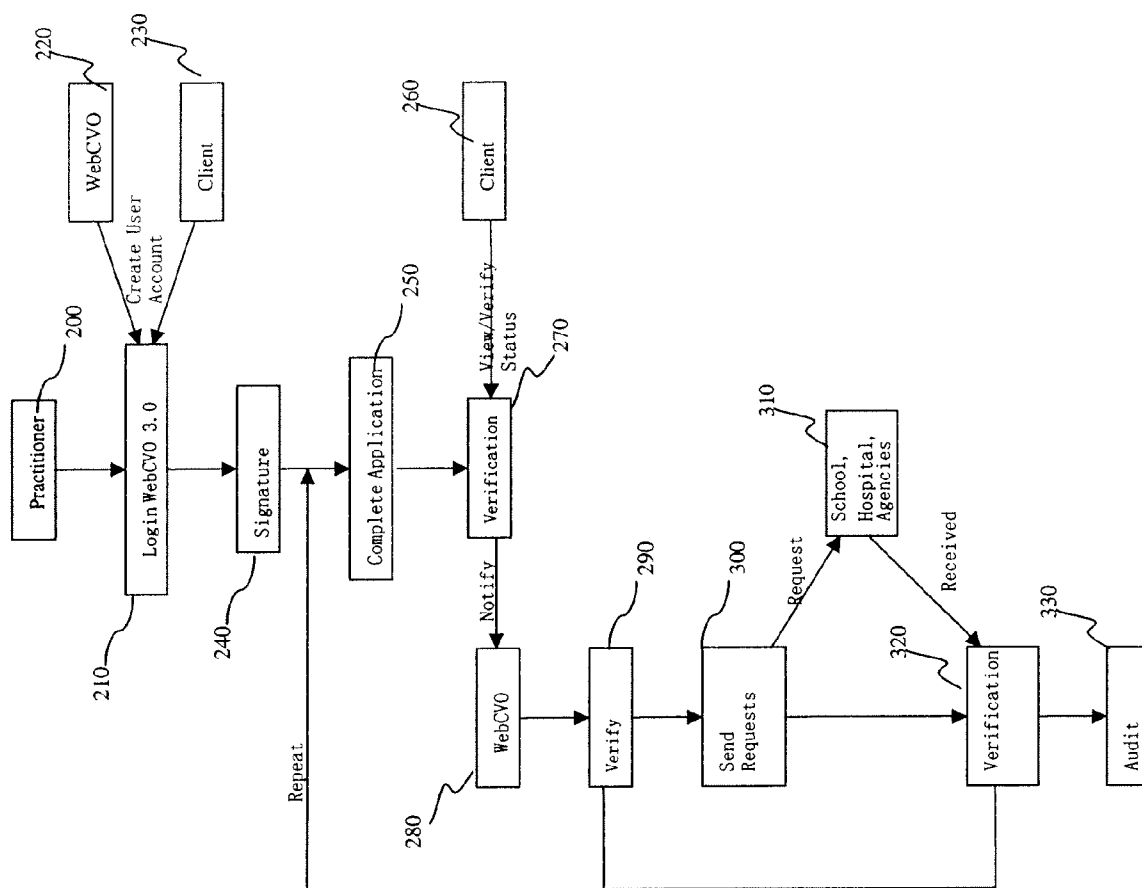 220
WebCVO
230
Client
Create User
Account
200
Practitioner
Login WebCVO 3.0
210
Signature
240
250
Complete Application
260
Client
View/Verify
Status
270
Verification
Notify
Repeat
WebCVO
280
290
Verify
300
Send
Requests
Request
310
School,
Hospital,
Agencies
Received
320
Verification
330
Audit